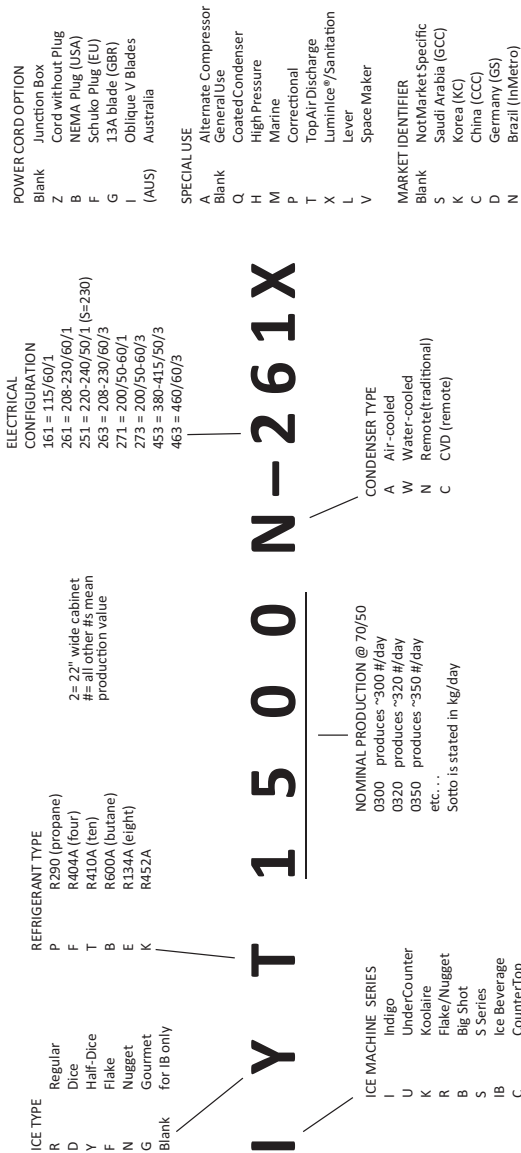 ICE TYPE
R Regular
D Dice
Y Half-Dice
F Flake
N Nugget
G Gourmet
Blank for IB only
REFRIGERANT TYPE
P R290 (propane)
F R404A (four)
T R410A (ten)
B R600A (butane)
E R134A (eight)
K R452A
2= 22" wide cabinet
#= all other #s mean
production value
ELECTRICAL
CONFIGURATION
161 = 115/60/1
261 = 208-230/60/1
251 = 220-240/50/1 (S=230)
263 = 208-230/60/3
271 = 200/50-60/1
273 = 200/50-60/3
453 = 380-415/50/3
463 = 460/60/3
POWER CORD OPTION
Blank Junction Box
Z Cord without Plug
B NEMA Plug (USA)
F Schuko Plug (EU)
G 13A blade (GBR)
I Oblique V Blades
(AUS) Australia
SPECIAL USE
A Alternate Compressor
Blank General Use
Q Coated Condenser
H High Pressure
M Marine
P Correctional
T Top Air Discharge
X LuminIce®/Sanitation
L Lever
V Space Maker
MARKET IDENTIFIER
Blank Not Market Specific
S Saudi Arabia (GCC)
K Korea (KC)
C China (CCC)
D Germany (GS)
N Brazil (InMetro)
I Y T 1 5 0 0 N – 2 6 1 X
ICE MACHINE SERIES
I Indigo
U UnderCounter
K Koolaire
R Flake/Nugget
B Big Shot
S S Series
IB Ice Beverage
C CounterTop
NOMINAL PRODUCTION @ 70/50
0300 produces ~300 #/day
0320 produces ~320 #/day
0350 produces ~350 #/day
etc. . .
Sotto is stated in kg/day
CONDENSER TYPE
A Air-cooled
W Water-cooled
N Remote(traditional)
C CVD (remote)